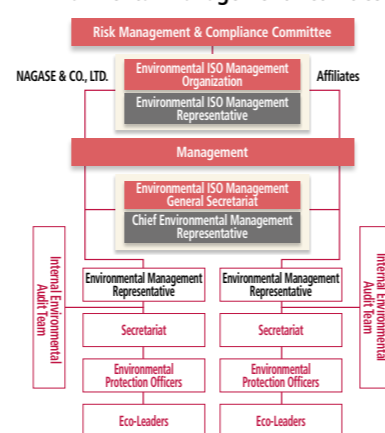 Risk Management & Compliance Committee
NAGASE & CO., LTD.
Environmental ISO Management
Organization
Environmental ISO Management
Representative
Affiliates
Management
Environmental ISO Management
General Secretariat
Chief Environmental Management
Representative
Internal Environmental
Audit Team
Environmental Management
Representative
Environmental Management
Representative
Internal Environmental
Audit Team
Secretariat
Secretariat
Environmental
Protection Officers
Environmental
Protection Officers
Eco-Leaders
Eco-Leaders